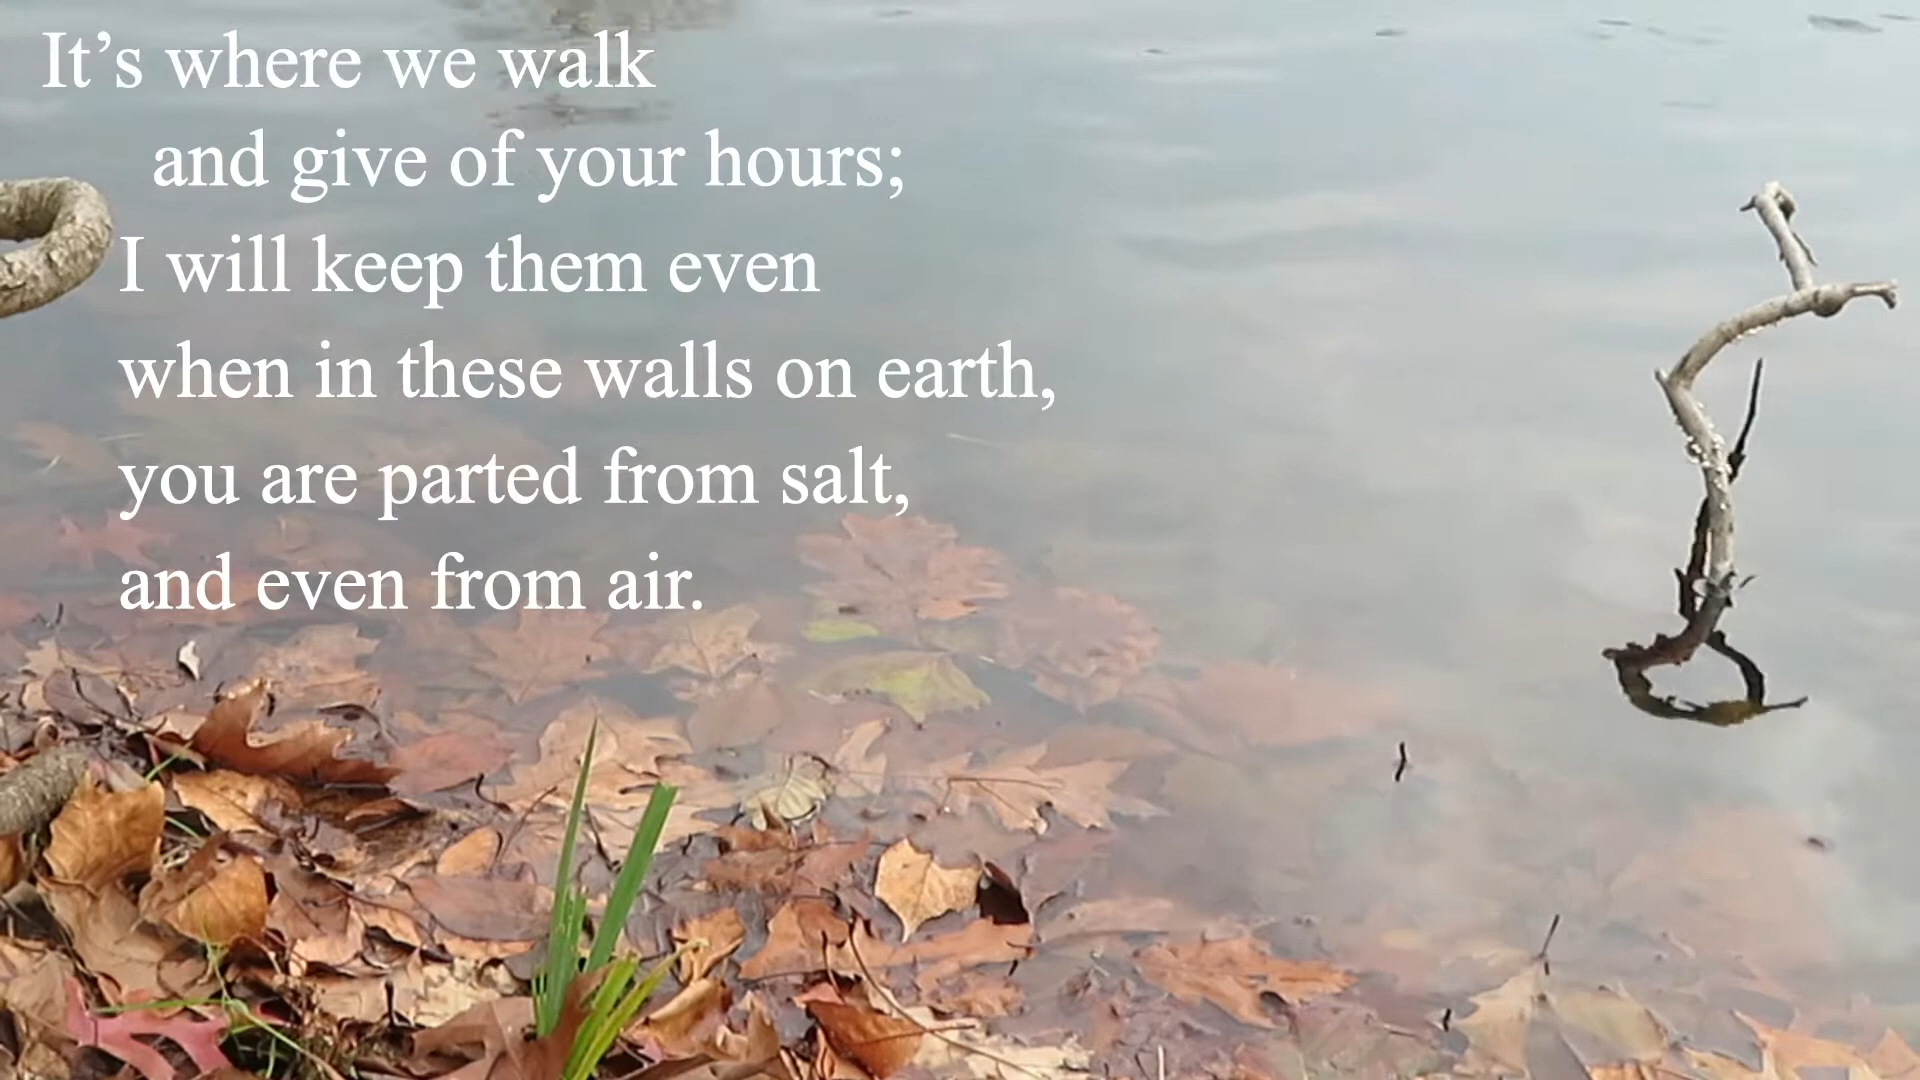 It’s where we walk
and give of your hours;
I will keep them even
when in these walls on earth,
you are parted from salt,
and even from air.